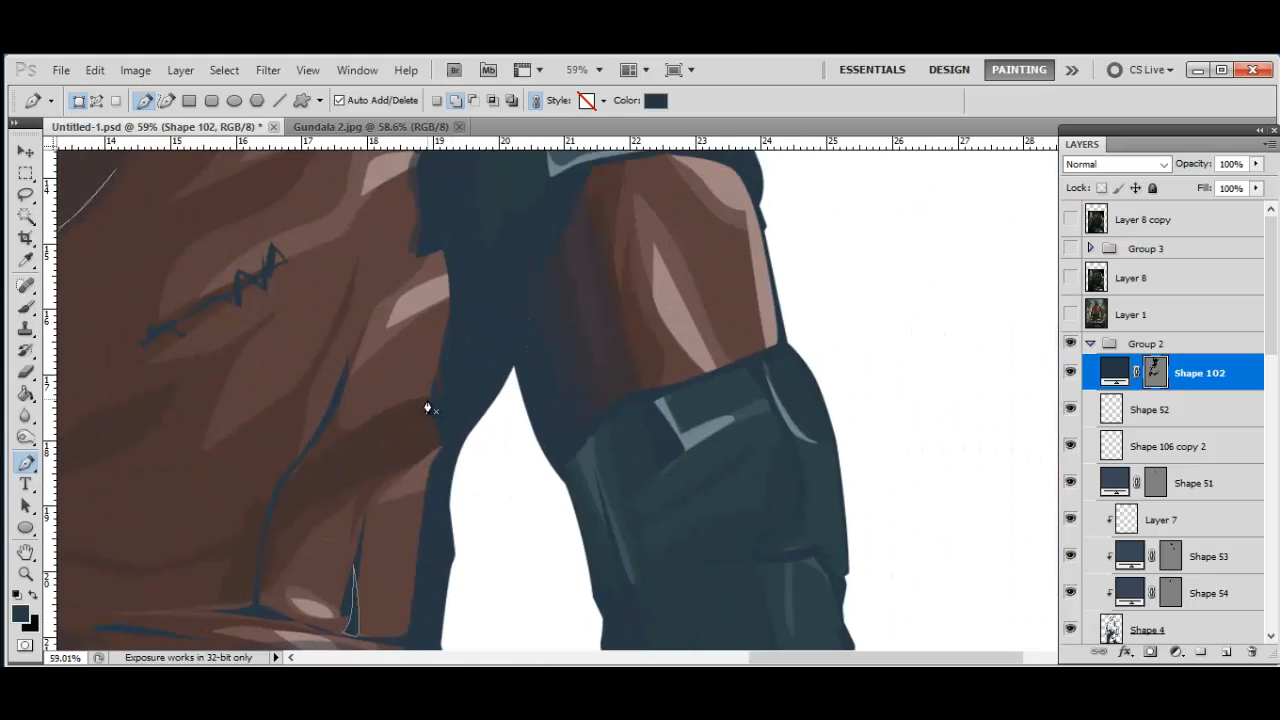 Ps File Edit Image Layer Select Filter View Window Help Br Mb 59% ESSENTIALS DESIGN PAINTING CS Live
Auto Add/Delete Style: Color:
Untitled-1.psd @ 59% (Shape 102, RGB/8) * Gundala 2.jpg @ 58.6% (RGB/8)
14 15 16 17 18 19 20 21 22 23 24 25 26 27 28
LAYERS
Normal Opacity: 100%
Lock: Fill: 100%
Layer 8 copy
Group 3
Layer 8
Layer 1
Group 2
Shape 102
Shape 52
Shape 106 copy 2
Shape 51
Layer 7
Shape 53
Shape 54
Shape 4
59.01% Exposure works in 32-bit only